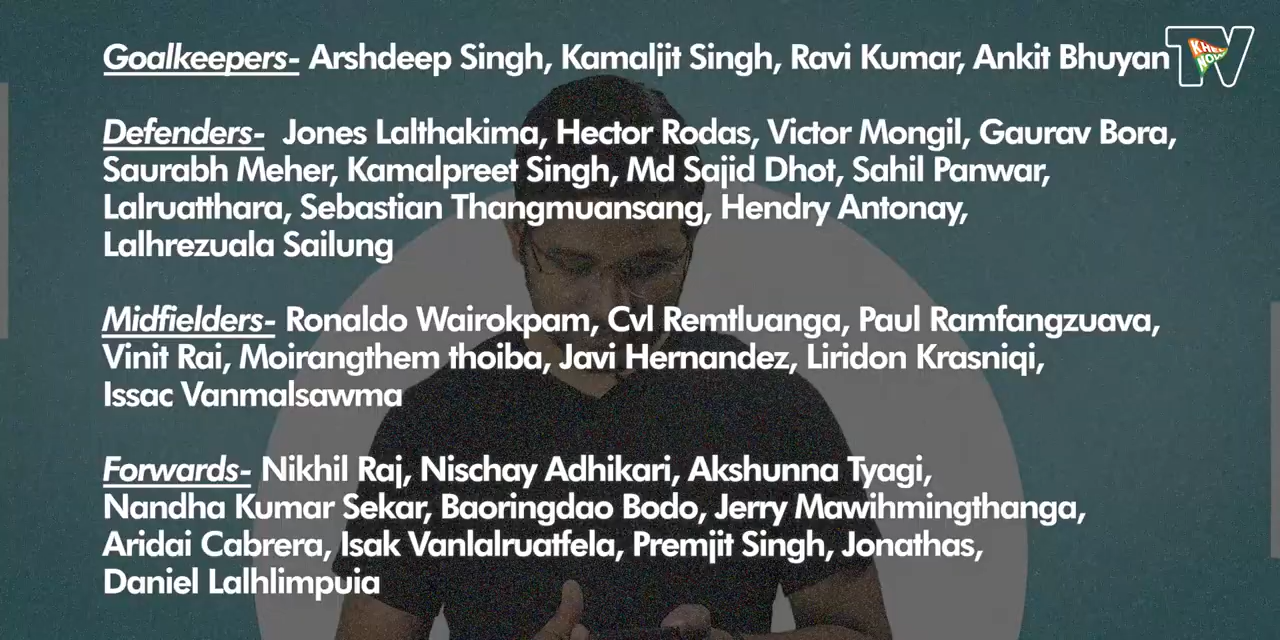 Goalkeepers- Arshdeep Singh, Kamaljit Singh, Ravi Kumar, Ankit Bhuyan
TV
KHEL NOW
Defenders- Jones Lalthakima, Hector Rodas, Victor Mongil, Gaurav Bora,
Saurabh Meher, Kamalpreet Singh, Md Sajid Dhot, Sahil Panwar,
Lalruatthara, Sebastian Thangmuansang, Hendry Antonay,
Lalhrezuala Sailung
Midfielders- Ronaldo Wairokpam, Cvl Remtluanga, Paul Ramfangzuava,
Vinit Rai, Moirangthem thoiba, Javi Hernandez, Liridon Krasniqi,
Issac Vanmalsawma
Forwards- Nikhil Raj, Nischay Adhikari, Akshunna Tyagi,
Nandha Kumar Sekar, Baoringdao Bodo, Jerry Mawihmingthanga,
Aridai Cabrera, Isak Vanlalruatfela, Premjit Singh, Jonathas,
Daniel Lalhlimpuia